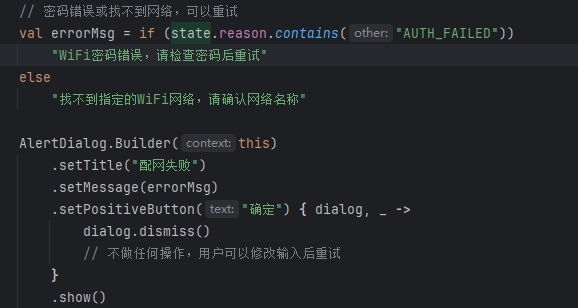 // 密码错误或找不到网络，可以重试
val errorMsg = if (state.reason.contains( other: "AUTH_FAILED"))
"WiFi密码错误，请检查密码后重试"
else
"找不到指定的WiFi网络，请确认网络名称"
AlertDialog.Builder( context: this)
.setTitle("配网失败")
.setMessage(errorMsg)
.setPositiveButton( text: "确定") { dialog, _ ->
dialog.dismiss()
// 不做任何操作，用户可以修改输入后重试
}
.show()